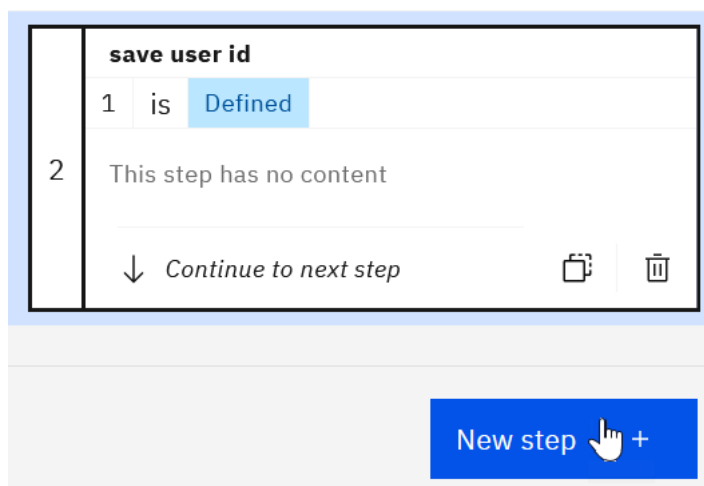 save user id
1 is Defined
2
This step has no content
Continue to next step
New step +